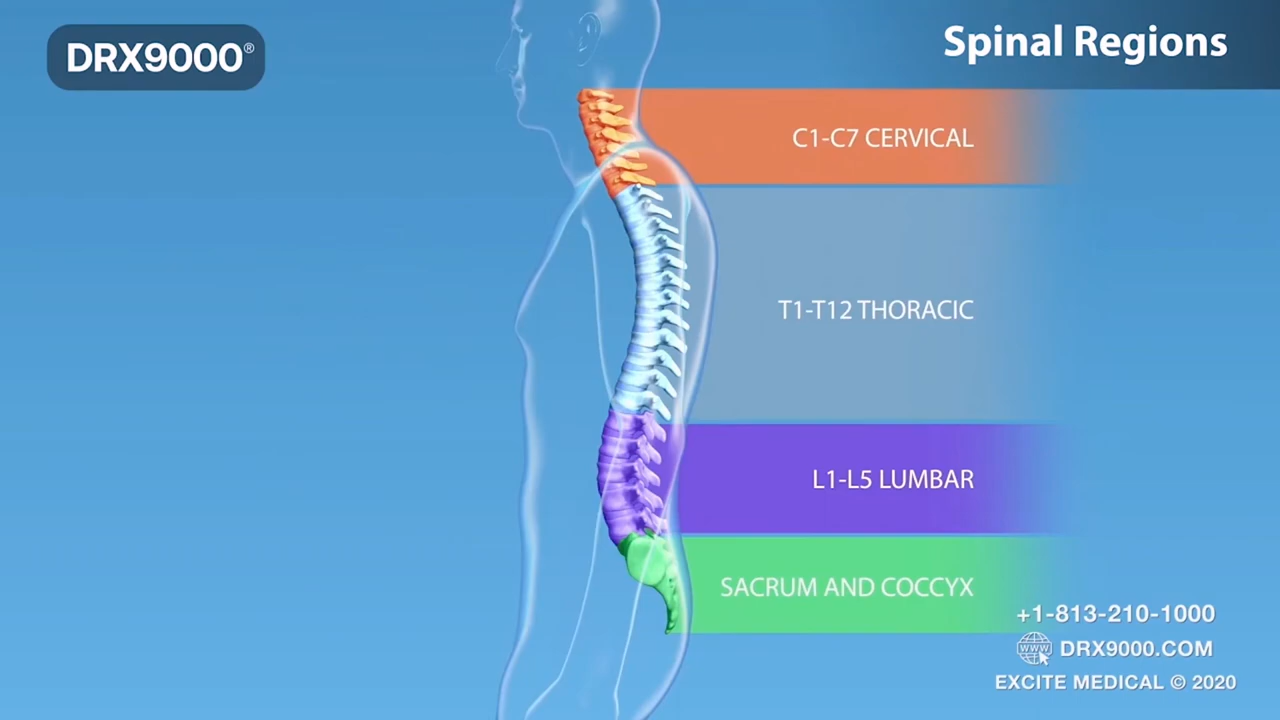 DRX9000®
Spinal Regions
C1-C7 CERVICAL
T1-T12 THORACIC
L1-L5 LUMBAR
SACRUM AND COCCYX
+1-813-210-1000
www DRX9000.COM
EXCITE MEDICAL © 2020